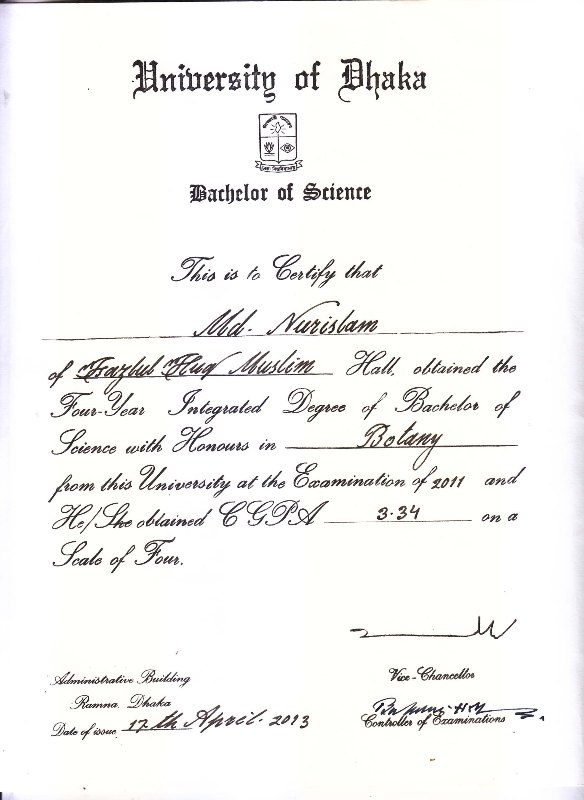 University of Dhaka
Bachelor of Science
This is to Certify that
Md. Nurislam
of Fazlul Huq Muslim Hall, obtained the
Four-Year Integrated Degree of Bachelor of
Science with Honours in Botany
from this University at the Examination of 2011 and
He/She obtained C G P A 3.34 on a
Scale of Four.
Administrative Building
Ramna, Dhaka
Date of issue 17th April. 2013
Vice-Chancellor
Controller of Examinations